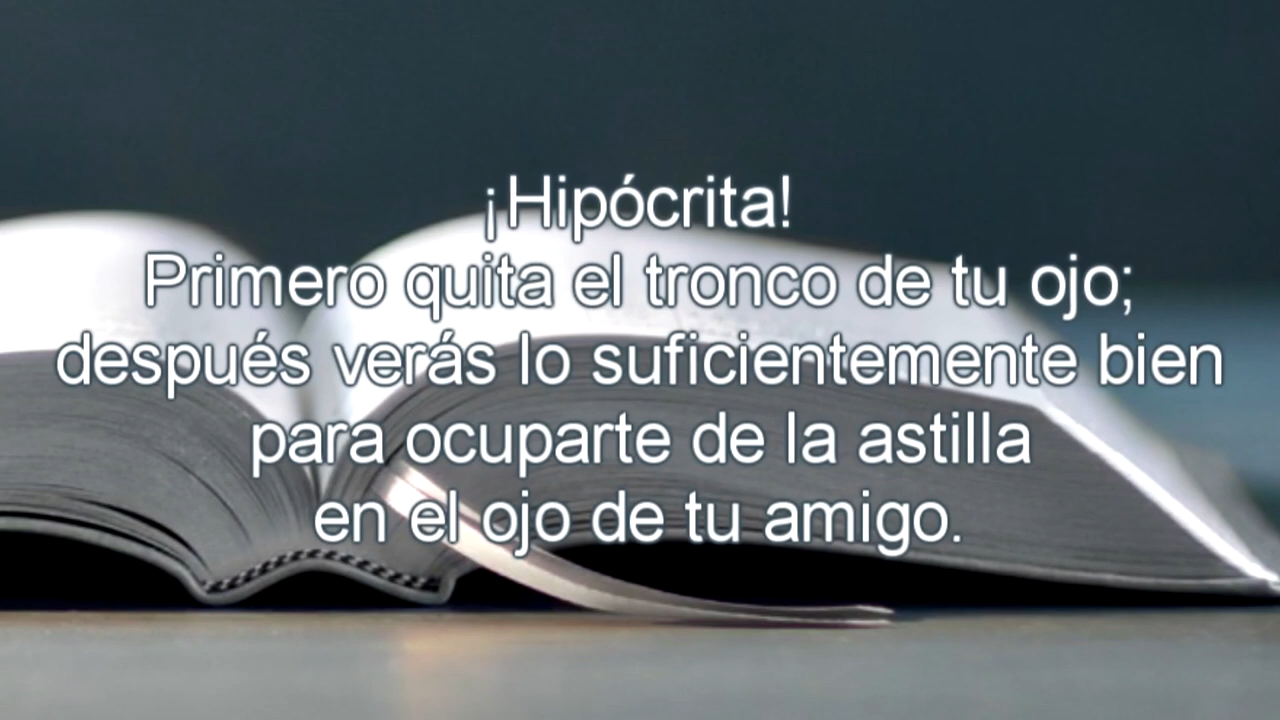 ¡Hipócrita!
Primero quita el tronco de tu ojo;
después verás lo suficientemente bien
para ocuparte de la astilla
en el ojo de tu amigo.